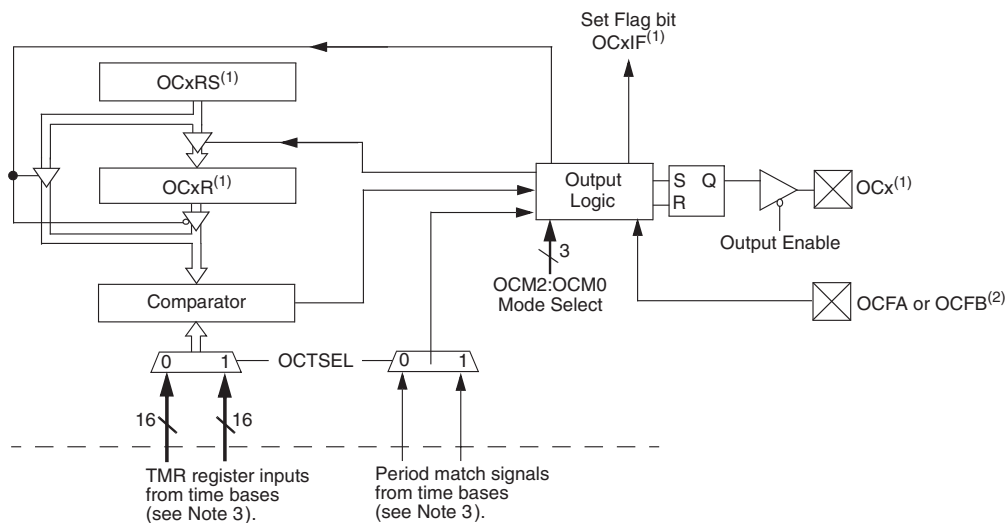 Set Flag bit
OCxIF(1)
OCxRS(1)
OCxR(1)
Output
Logic
S Q
R
OCx(1)
Output Enable
3
OCM2:OCM0
Mode Select
Comparator
OCFA or OCFB(2)
0 1
OCTSEL
0 1
16
16
TMR register inputs
from time bases
(see Note 3).
Period match signals
from time bases
(see Note 3).